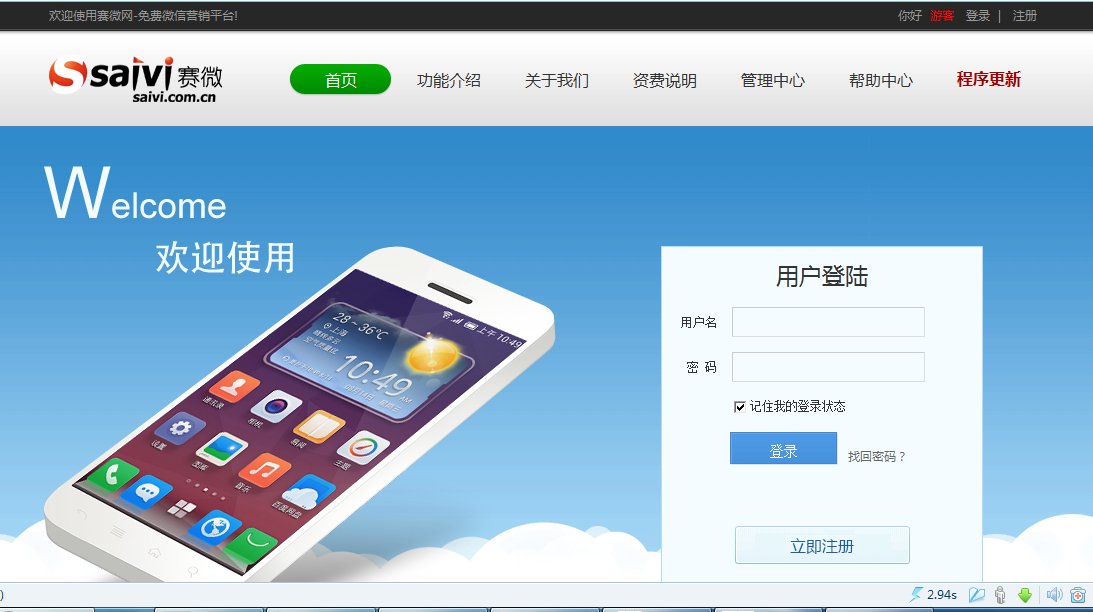 欢迎使用赛微网-免费微信营销平台!
你好 游客 登录 | 注册
saivi 赛微
saivi.com.cn
首页 功能介绍 关于我们 资费说明 管理中心 帮助中心 程序更新
Welcome
欢迎使用
28~36℃
上海
上午 10:49
10:49 AM
通讯录
相机
易阅
主题
设置
图库
音乐
百度网盘
用户登陆
用户名
密 码
记住我的登录状态
登录 找回密码？
立即注册
2.94s